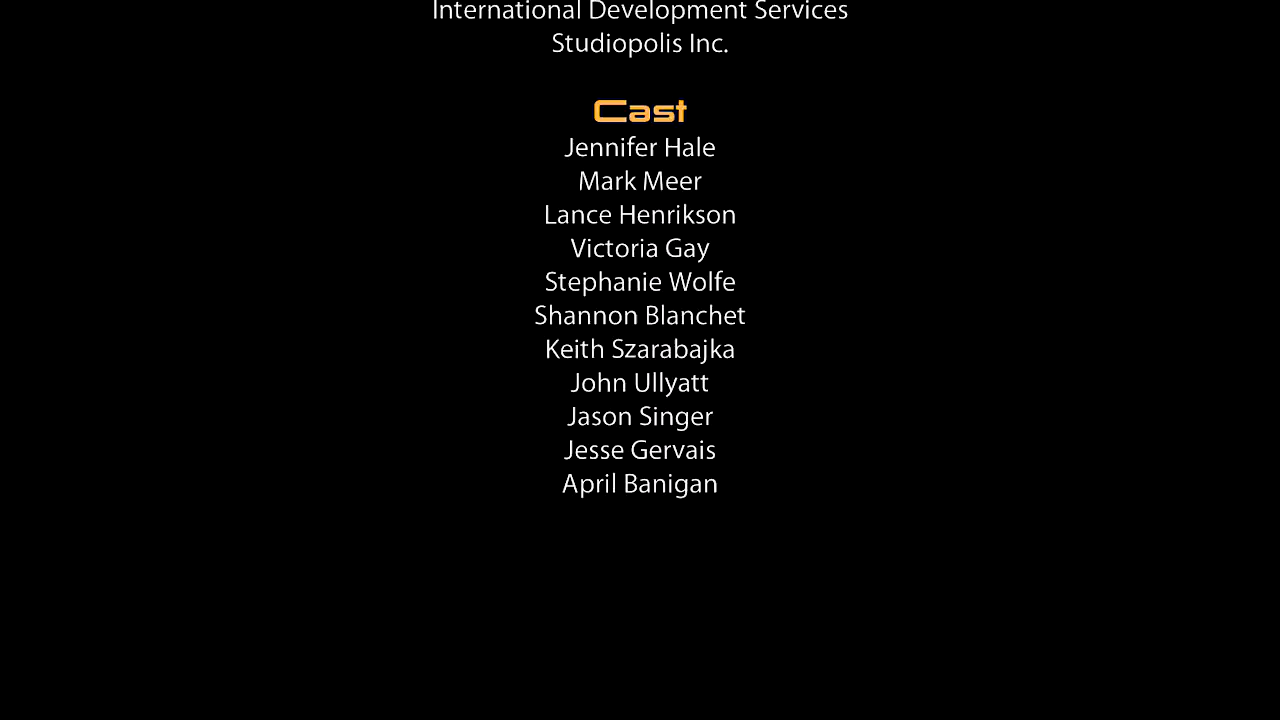 International Development Services
Studiopolis Inc.
Cast
Jennifer Hale
Mark Meer
Lance Henrikson
Victoria Gay
Stephanie Wolfe
Shannon Blanchet
Keith Szarabajka
John Ullyatt
Jason Singer
Jesse Gervais
April Banigan